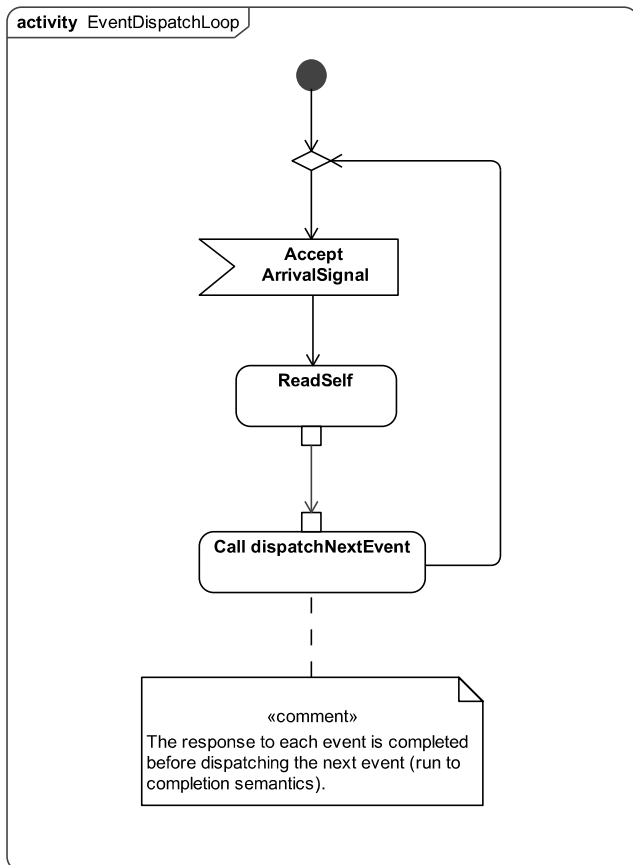 activity EventDispatchLoop
Accept
ArrivalSignal
ReadSelf
Call dispatchNextEvent
«comment»
The response to each event is completed
before dispatching the next event (run to
completion semantics).